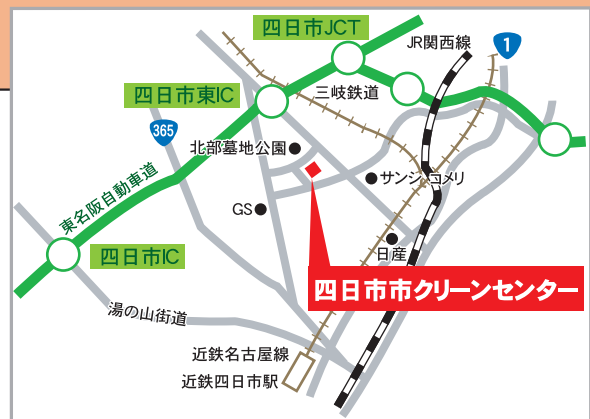 四日市JCT
JR関西線
1
四日市東IC
三岐鉄道
365
北部墓地公園
サンジ
コメリ
東名阪自動車道
GS
日産
四日市IC
四日市市クリーンセンター
湯の山街道
近鉄名古屋線
近鉄四日市駅